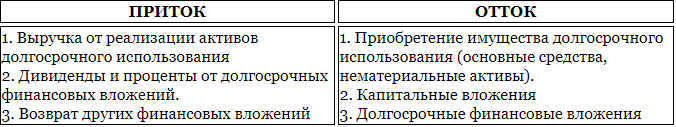 ПРИТОК
ОТТОК
1. Выручка от реализации активов
долгосрочного использования
2. Дивиденды и проценты от долгосрочных
финансовых вложений.
3. Возврат других финансовых вложений
1. Приобретение имущества долгосрочного
использования (основные средства,
нематериальные активы).
2. Капитальные вложения
3. Долгосрочные финансовые вложения